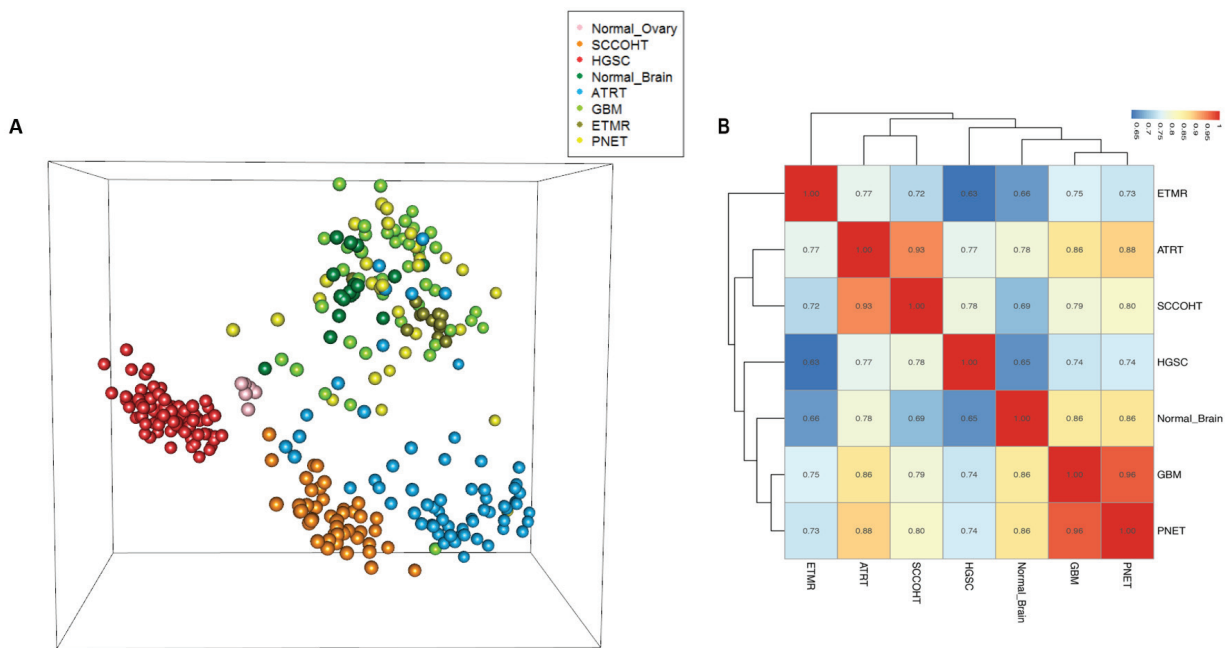 Normal_Ovary
SCCOHT
HGSC
Normal_Brain
ATRT
GBM
ETMR
PNET
A
B
0.65 0.7 0.75 0.8 0.85 0.9 0.95 1
1.00 0.77 0.72 0.63 0.66 0.75 0.73 ETMR
0.77 1.00 0.93 0.77 0.78 0.86 0.88 ATRT
0.72 0.93 1.00 0.78 0.69 0.79 0.80 SCCOHT
0.63 0.77 0.78 1.00 0.65 0.74 0.74 HGSC
0.66 0.78 0.69 0.65 1.00 0.86 0.86 Normal_Brain
0.75 0.86 0.79 0.74 0.86 1.00 0.96 GBM
0.73 0.88 0.80 0.74 0.86 0.96 1.00 PNET
ETMR ATRT SCCOHT HGSC Normal_Brain GBM PNET